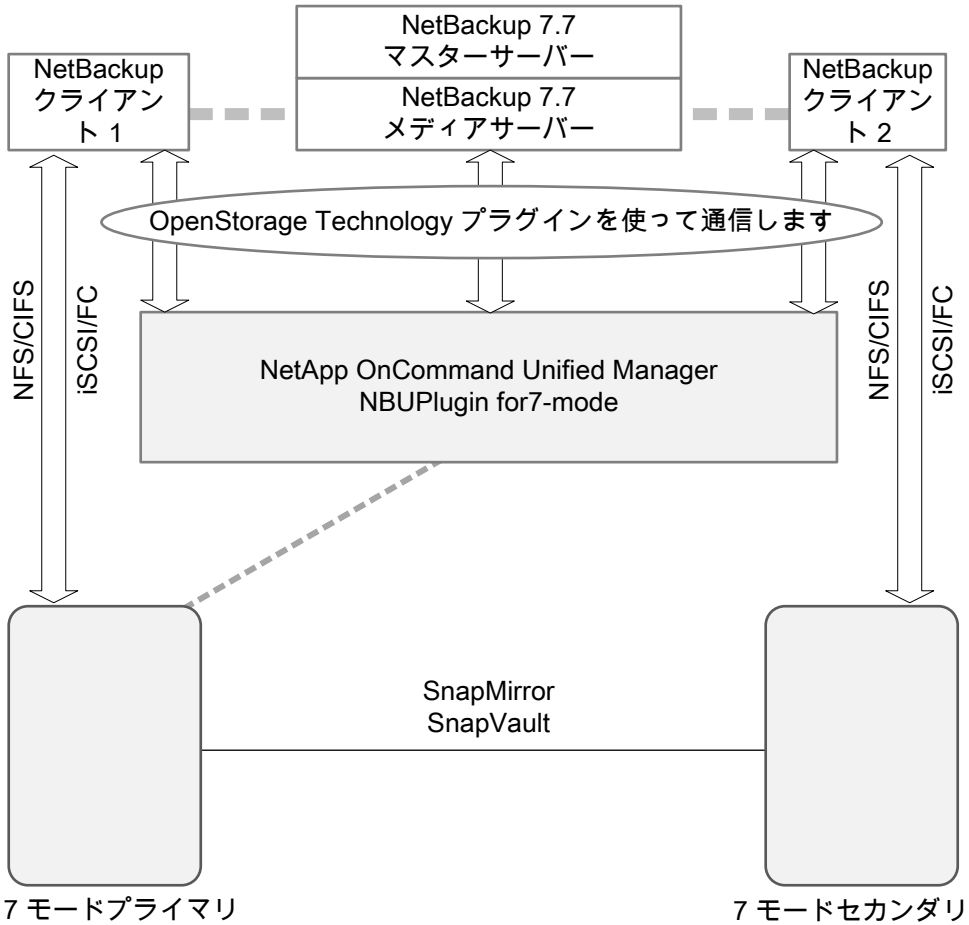 NetBackup 7.7
マスターサーバー
NetBackup
クライアン
ト 1
NetBackup 7.7
メディアサーバー
NetBackup
クライアン
ト 2
OpenStorage Technology プラグインを使って通信します
NFS/CIFS
iSCSI/FC
NetApp OnCommand Unified Manager
NBUPlugin for7-mode
NFS/CIFS
iSCSI/FC
SnapMirror
SnapVault
7 モードプライマリ
7 モードセカンダリ